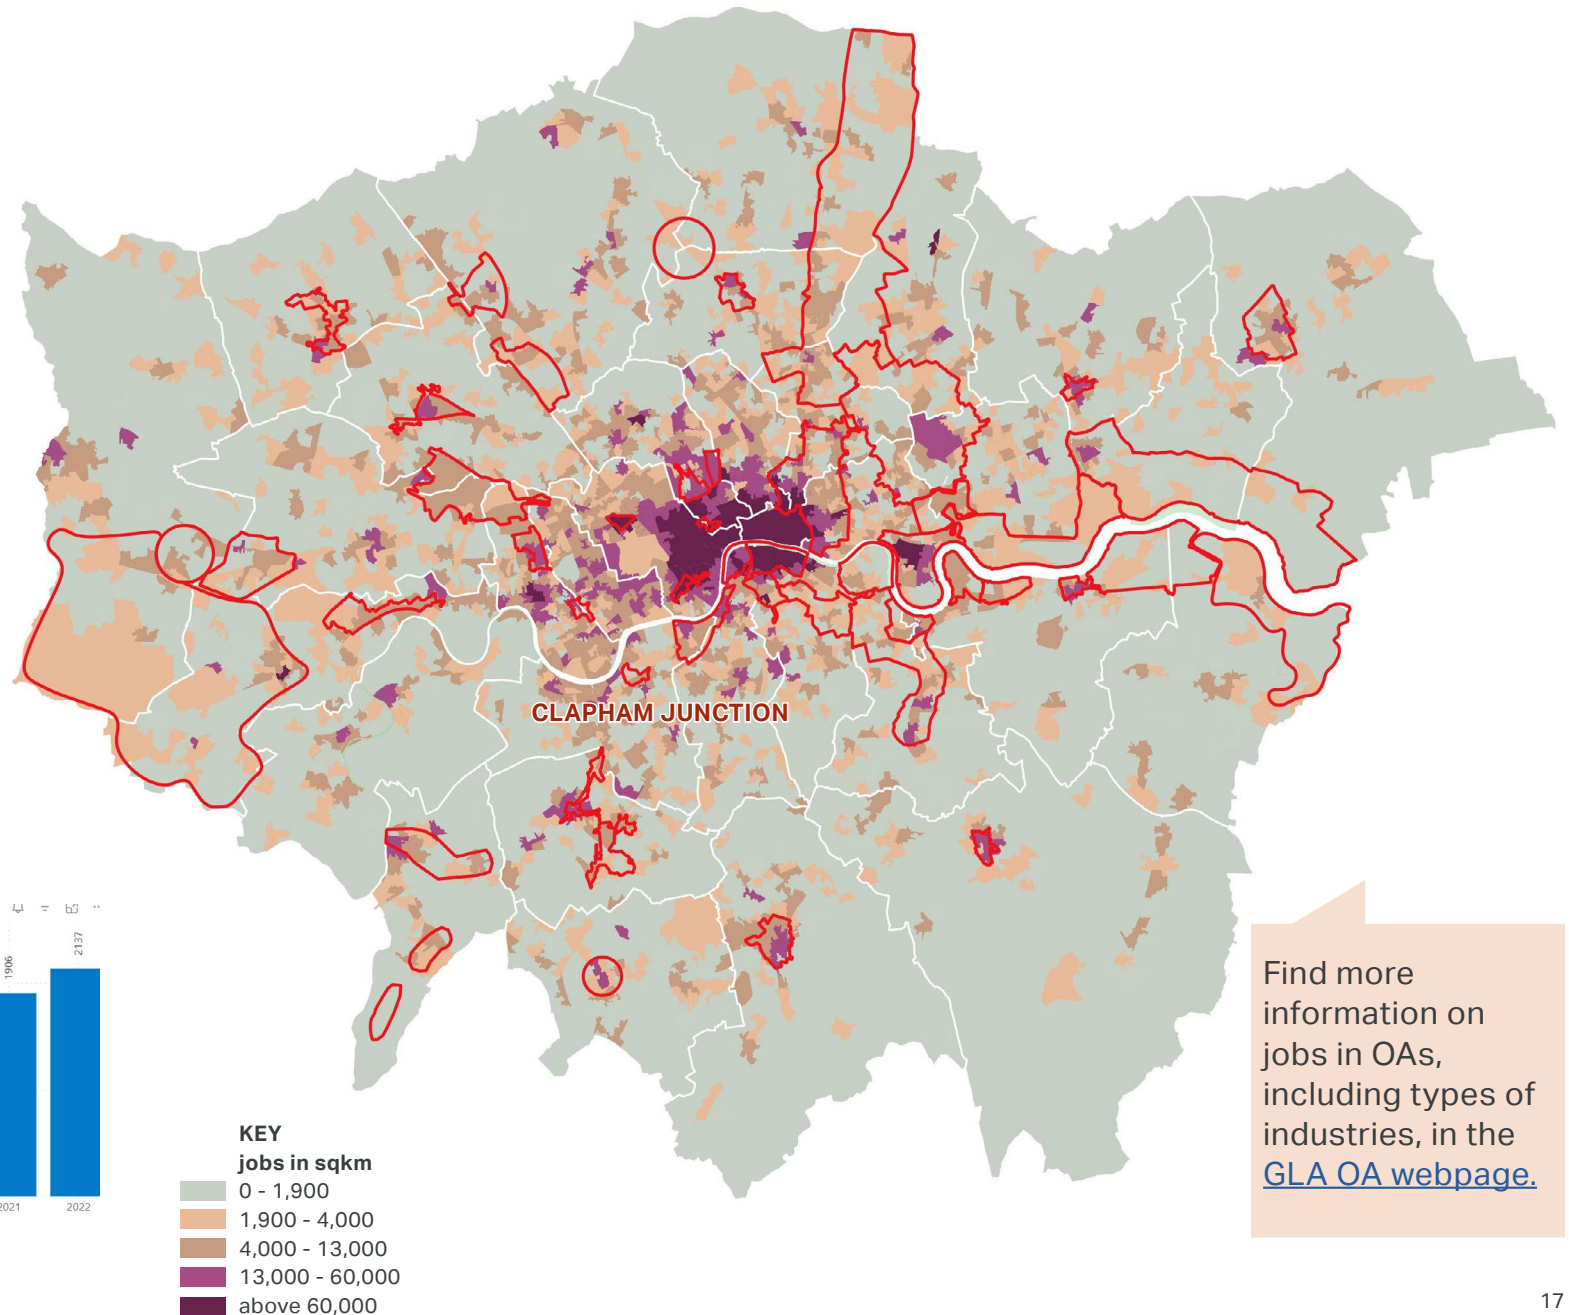 CLAPHAM JUNCTION
1906
2137
2021
2022
KEY
jobs in sqkm
0 - 1,900
1,900 - 4,000
4,000 - 13,000
13,000 - 60,000
above 60,000
Find more
information on
jobs in OAs,
including types of
industries, in the
GLA OA webpage.
17